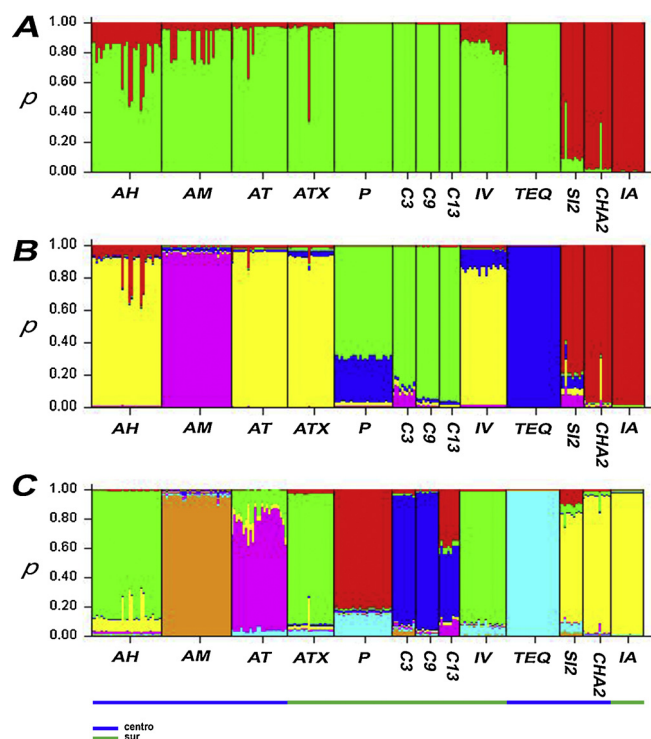 A
1.00
0.80
0.60
0.40
0.20
0.00
p
AH AM AT ATX P C3 C9 C13 IV TEQ SI2 CHA2 IA
B
1.00
0.80
0.60
0.40
0.20
0.00
p
AH AM AT ATX P C3 C9 C13 IV TEQ SI2 CHA2 IA
C
1.00
0.80
0.60
0.40
0.20
0.00
p
AH AM AT ATX P C3 C9 C13 IV TEQ SI2 CHA2 IA
centro
sur